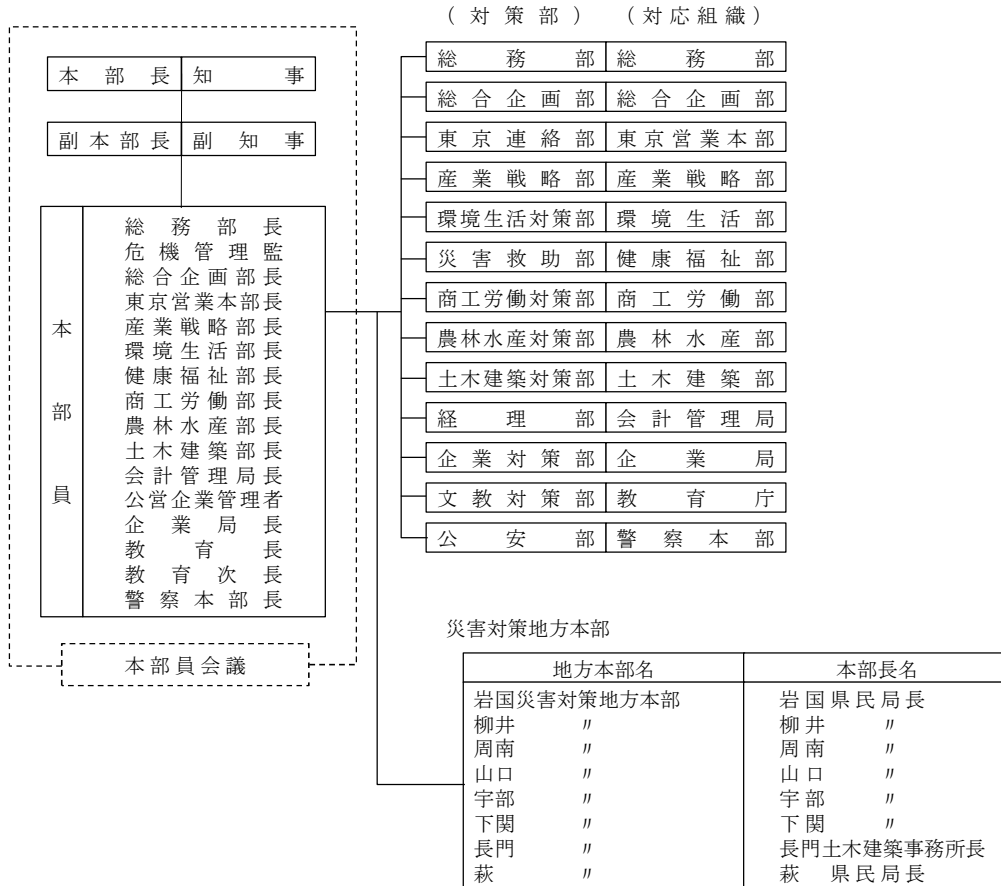 本部長 知事
副本部長 副知事
本部員
総務部長
危機管理監
総合企画部長
東京営業本部長
産業戦略部長
環境生活部長
健康福祉部長
商工労働部長
農林水産部長
土木建築部長
会計管理局長
公営企業管理者
企業局長
教育長
教育次長
警察本部長
本部員会議
(対策部) (対応組織)
総務部 総務部
総合企画部 総合企画部
東京連絡部 東京営業本部
産業戦略部 産業戦略部
環境生活対策部 環境生活部
災害救助部 健康福祉部
商工労働対策部 商工労働部
農林水産対策部 農林水産部
土木建築対策部 土木建築部
経理部 会計管理局
企業対策部 企業局
文教対策部 教育庁
公安部 警察本部
災害対策地方本部
地方本部名 本部長名
岩国災害対策地方本部 岩国県民局長
柳井 〃 柳井 〃
周南 〃 周南 〃
山口 〃 山口 〃
宇部 〃 宇部 〃
下関 〃 下関 〃
長門 〃 長門土木建築事務所長
萩 〃 萩 県民局長